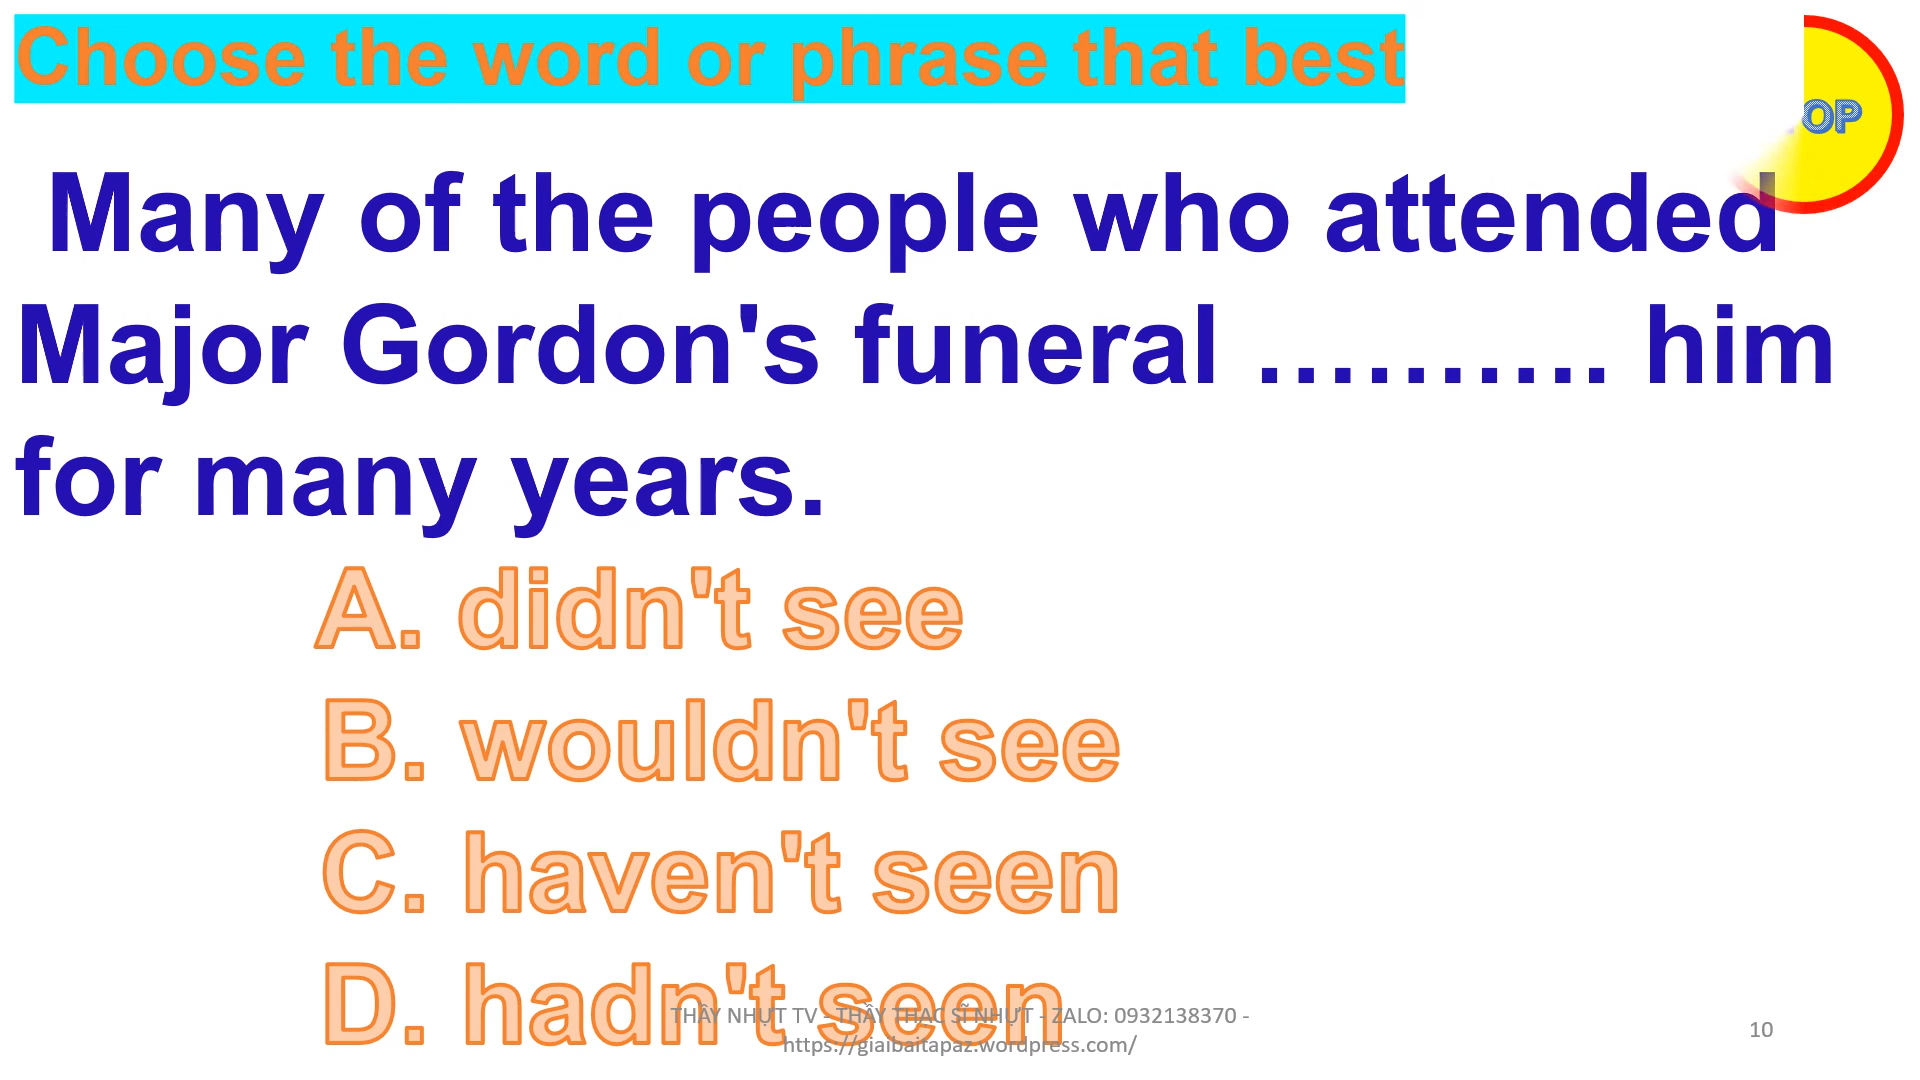 Choose the word or phrase that best
OP
Many of the people who attended
Major Gordon's funeral ………. him
for many years.
A. didn't see
B. wouldn't see
C. haven't seen
D. hadn't seen
THẦY NHỰT TV - THẦY THẠC SĨ NHỰT - ZALO: 0932138370 -
https://giaibaitapaz.wordpress.com/
10